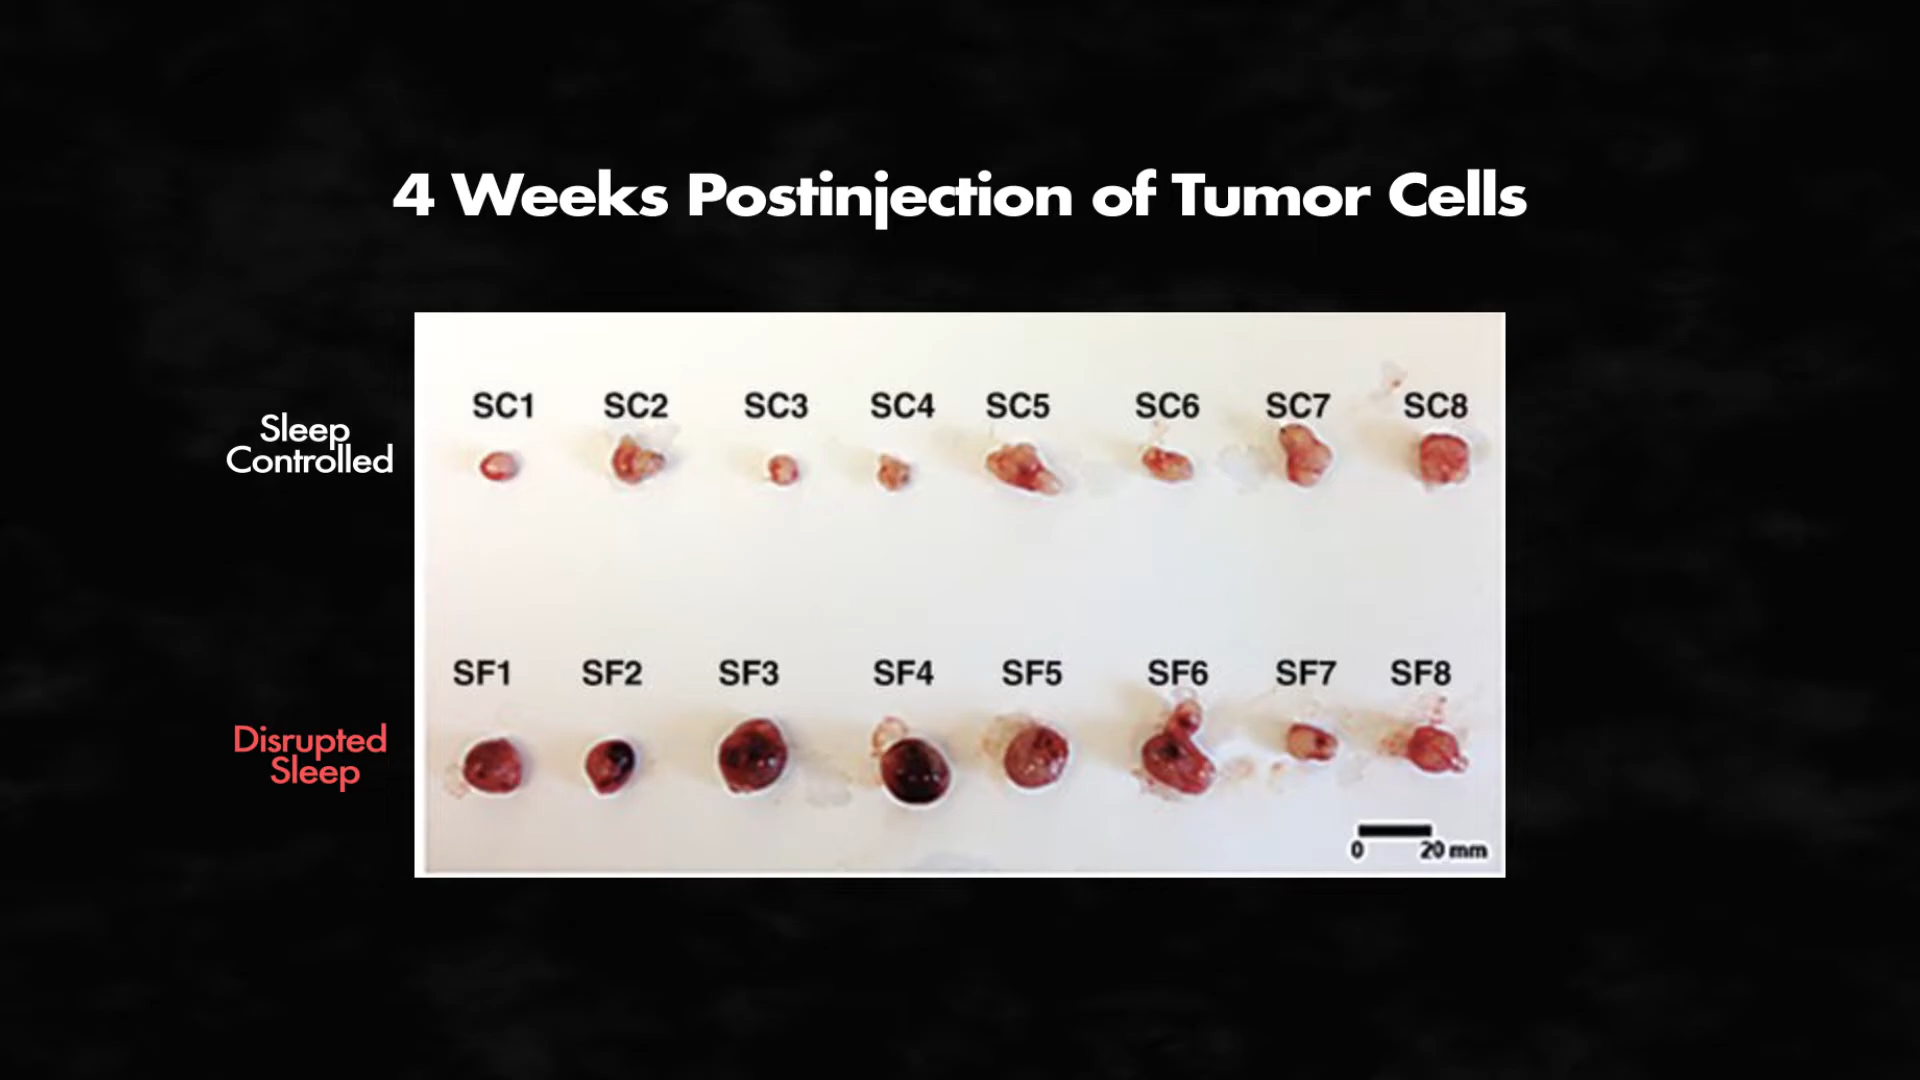 4 Weeks Postinjection of Tumor Cells
SC1 SC2 SC3 SC4 SC5 SC6 SC7 SC8
Sleep
Controlled
SF1 SF2 SF3 SF4 SF5 SF6 SF7 SF8
Disrupted
Sleep
0 20 mm